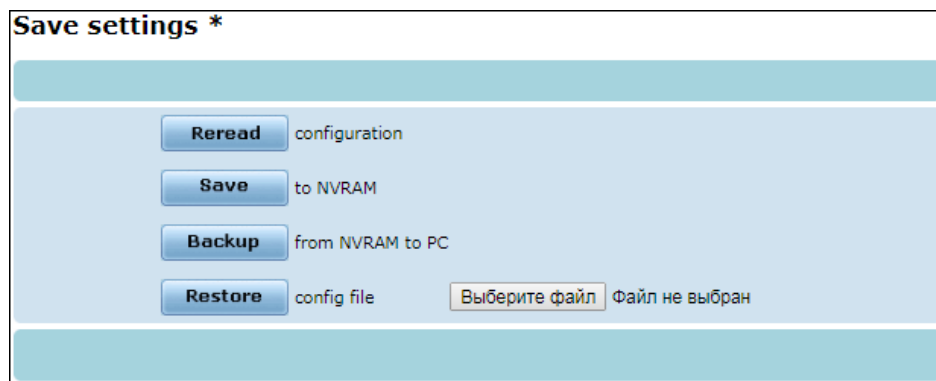 Save settings *
Reread configuration
Save to NVRAM
Backup from NVRAM to PC
Restore config file Выберите файл Файл не выбран